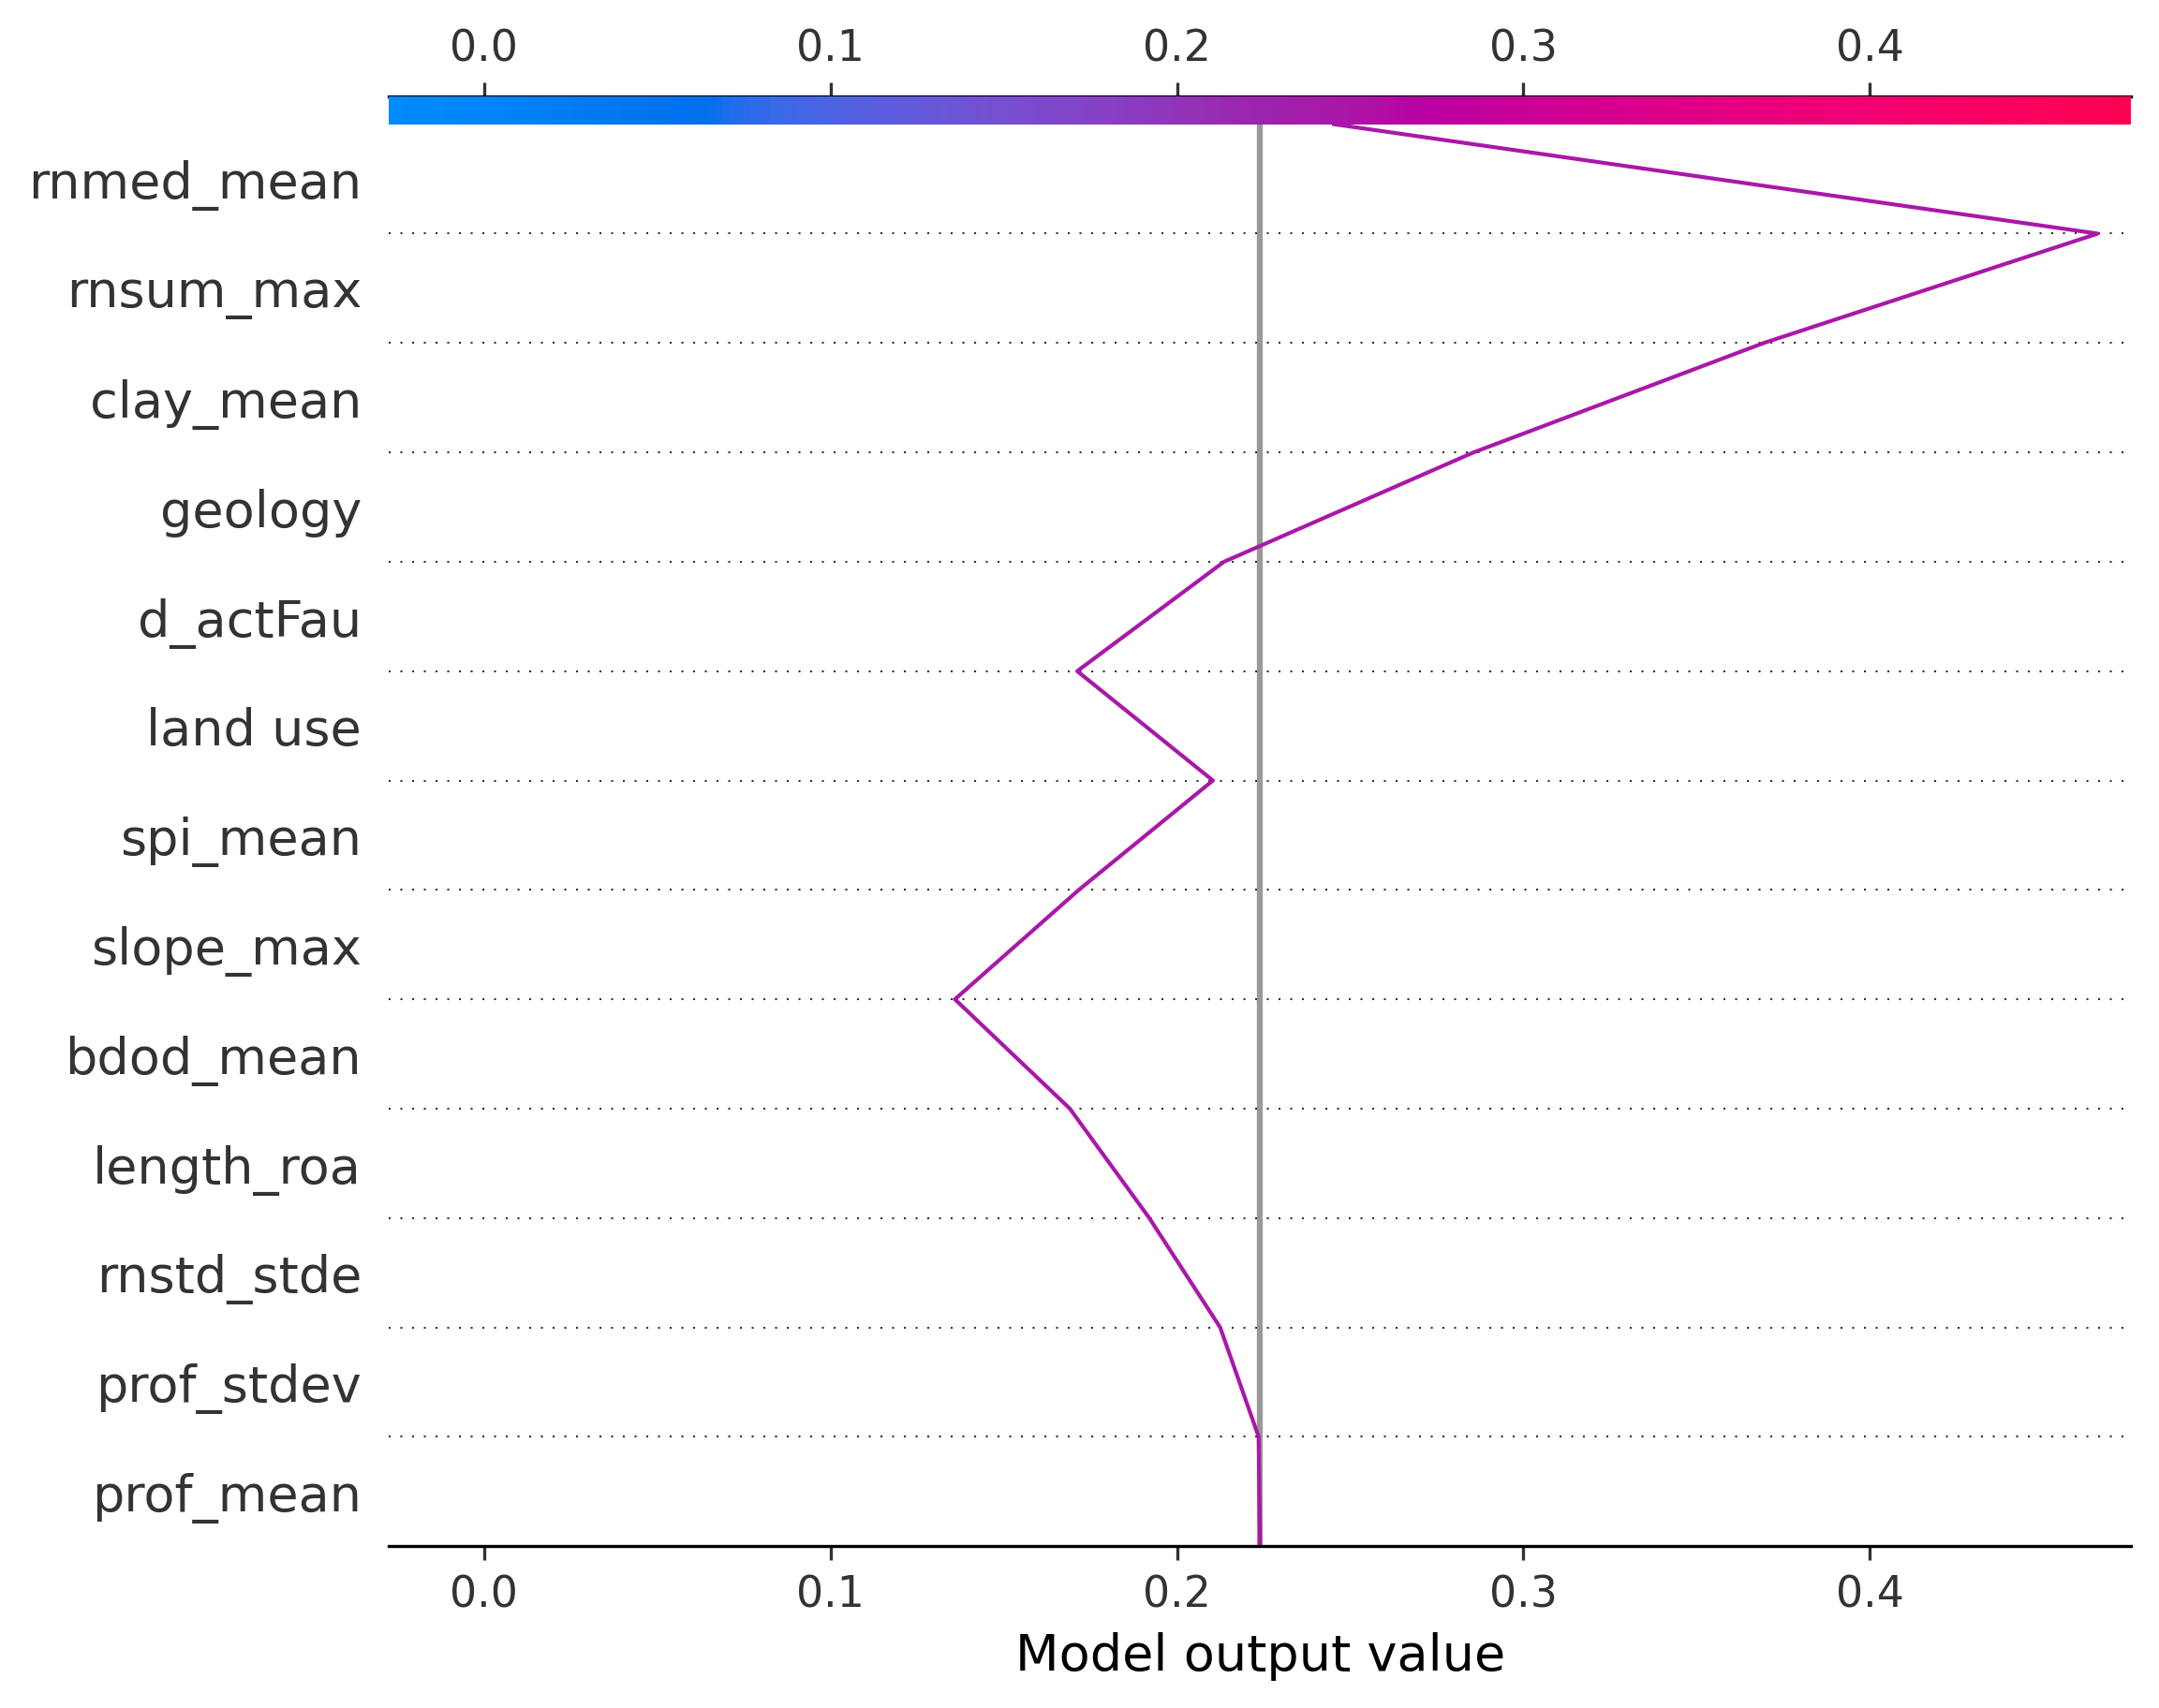 0.0 0.1 0.2 0.3 0.4
rnmed_mean
rnsum_max
clay_mean
geology
d_actFau
land use
spi_mean
slope_max
bdod_mean
length_roa
rnstd_stde
prof_stdev
prof_mean
0.0 0.1 0.2 0.3 0.4
Model output value